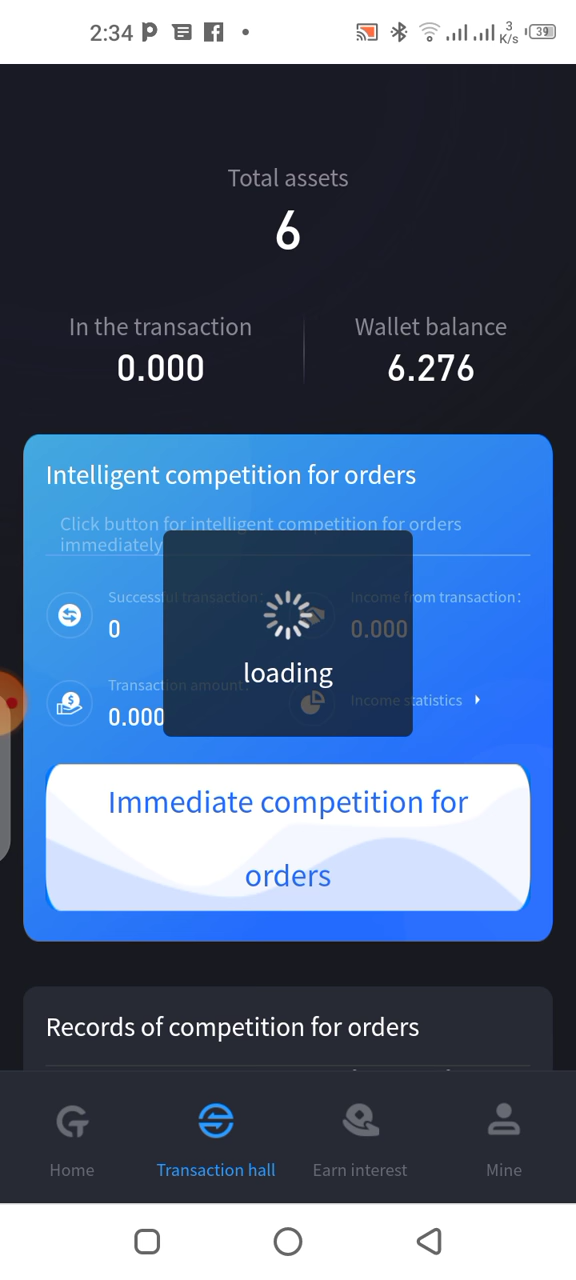 2:34
3
K/s
39
Total assets
6
In the transaction
Wallet balance
0.000
6.276
Intelligent competition for orders
Click button for intelligent competition for orders
immediately
Successful transaction:
Income from transaction:
0
0.000
loading
Transaction amount:
Income statistics
0.000
Immediate competition for
orders
Records of competition for orders
Home
Transaction hall
Earn interest
Mine